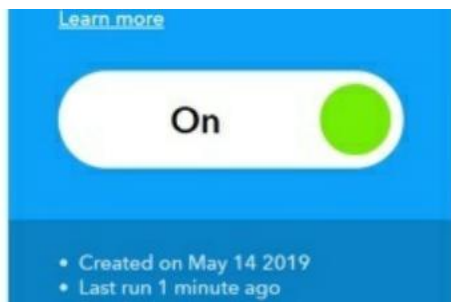 Learn more
On
• Created on May 14 2019
• Last run 1 minute ago